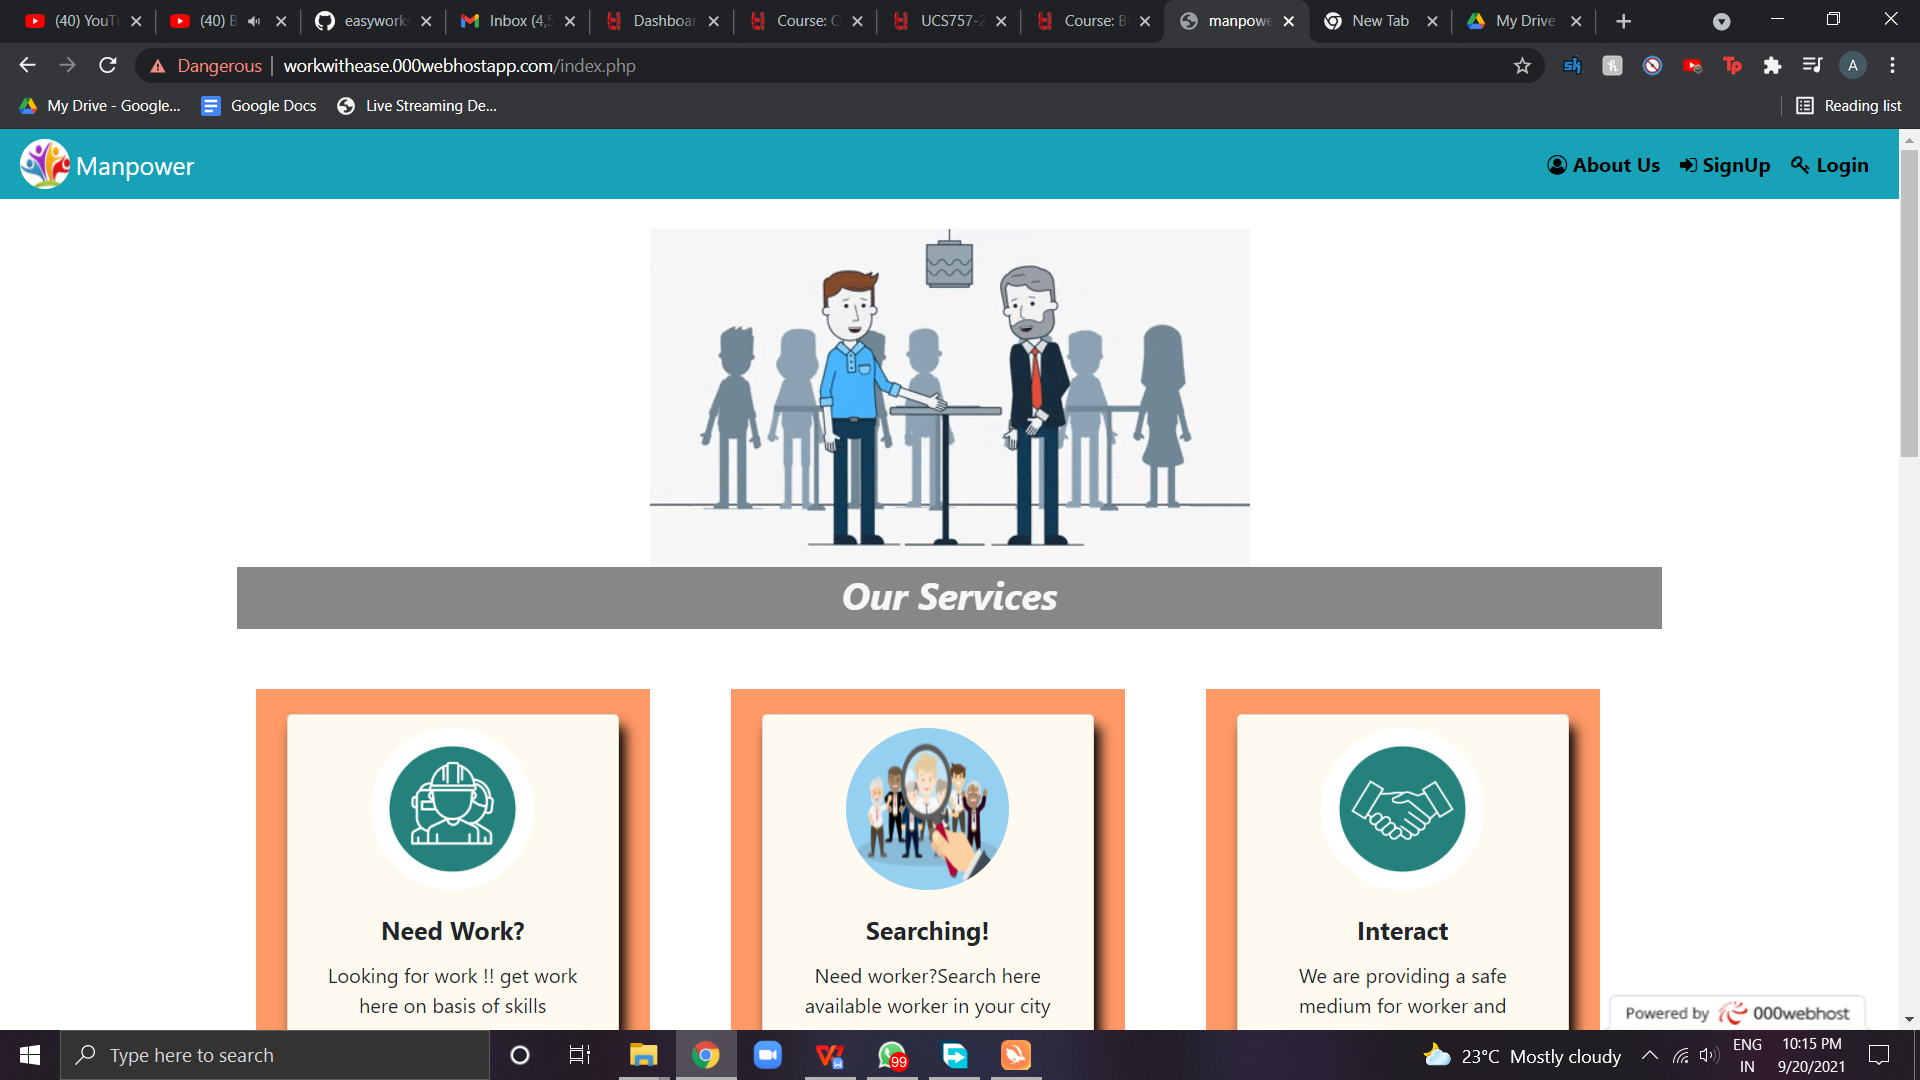 (40) YouTu
(40) B
easywork
Inbox (4,5
Dashboar
Course: C
UCS757-2
Course: B
manpowe
New Tab
My Drive
Dangerous
workwithease.000webhostapp.com/index.php
A
My Drive - Google...
Google Docs
Live Streaming De...
Reading list
Manpower
About Us
SignUp
Login
Our Services
Need Work?
Looking for work !! get work
here on basis of skills
Searching!
Need worker?Search here
available worker in your city
Interact
We are providing a safe
medium for worker and
Powered by 000webhost
Type here to search
99
23°C Mostly cloudy
ENG
IN
10:15 PM
9/20/2021